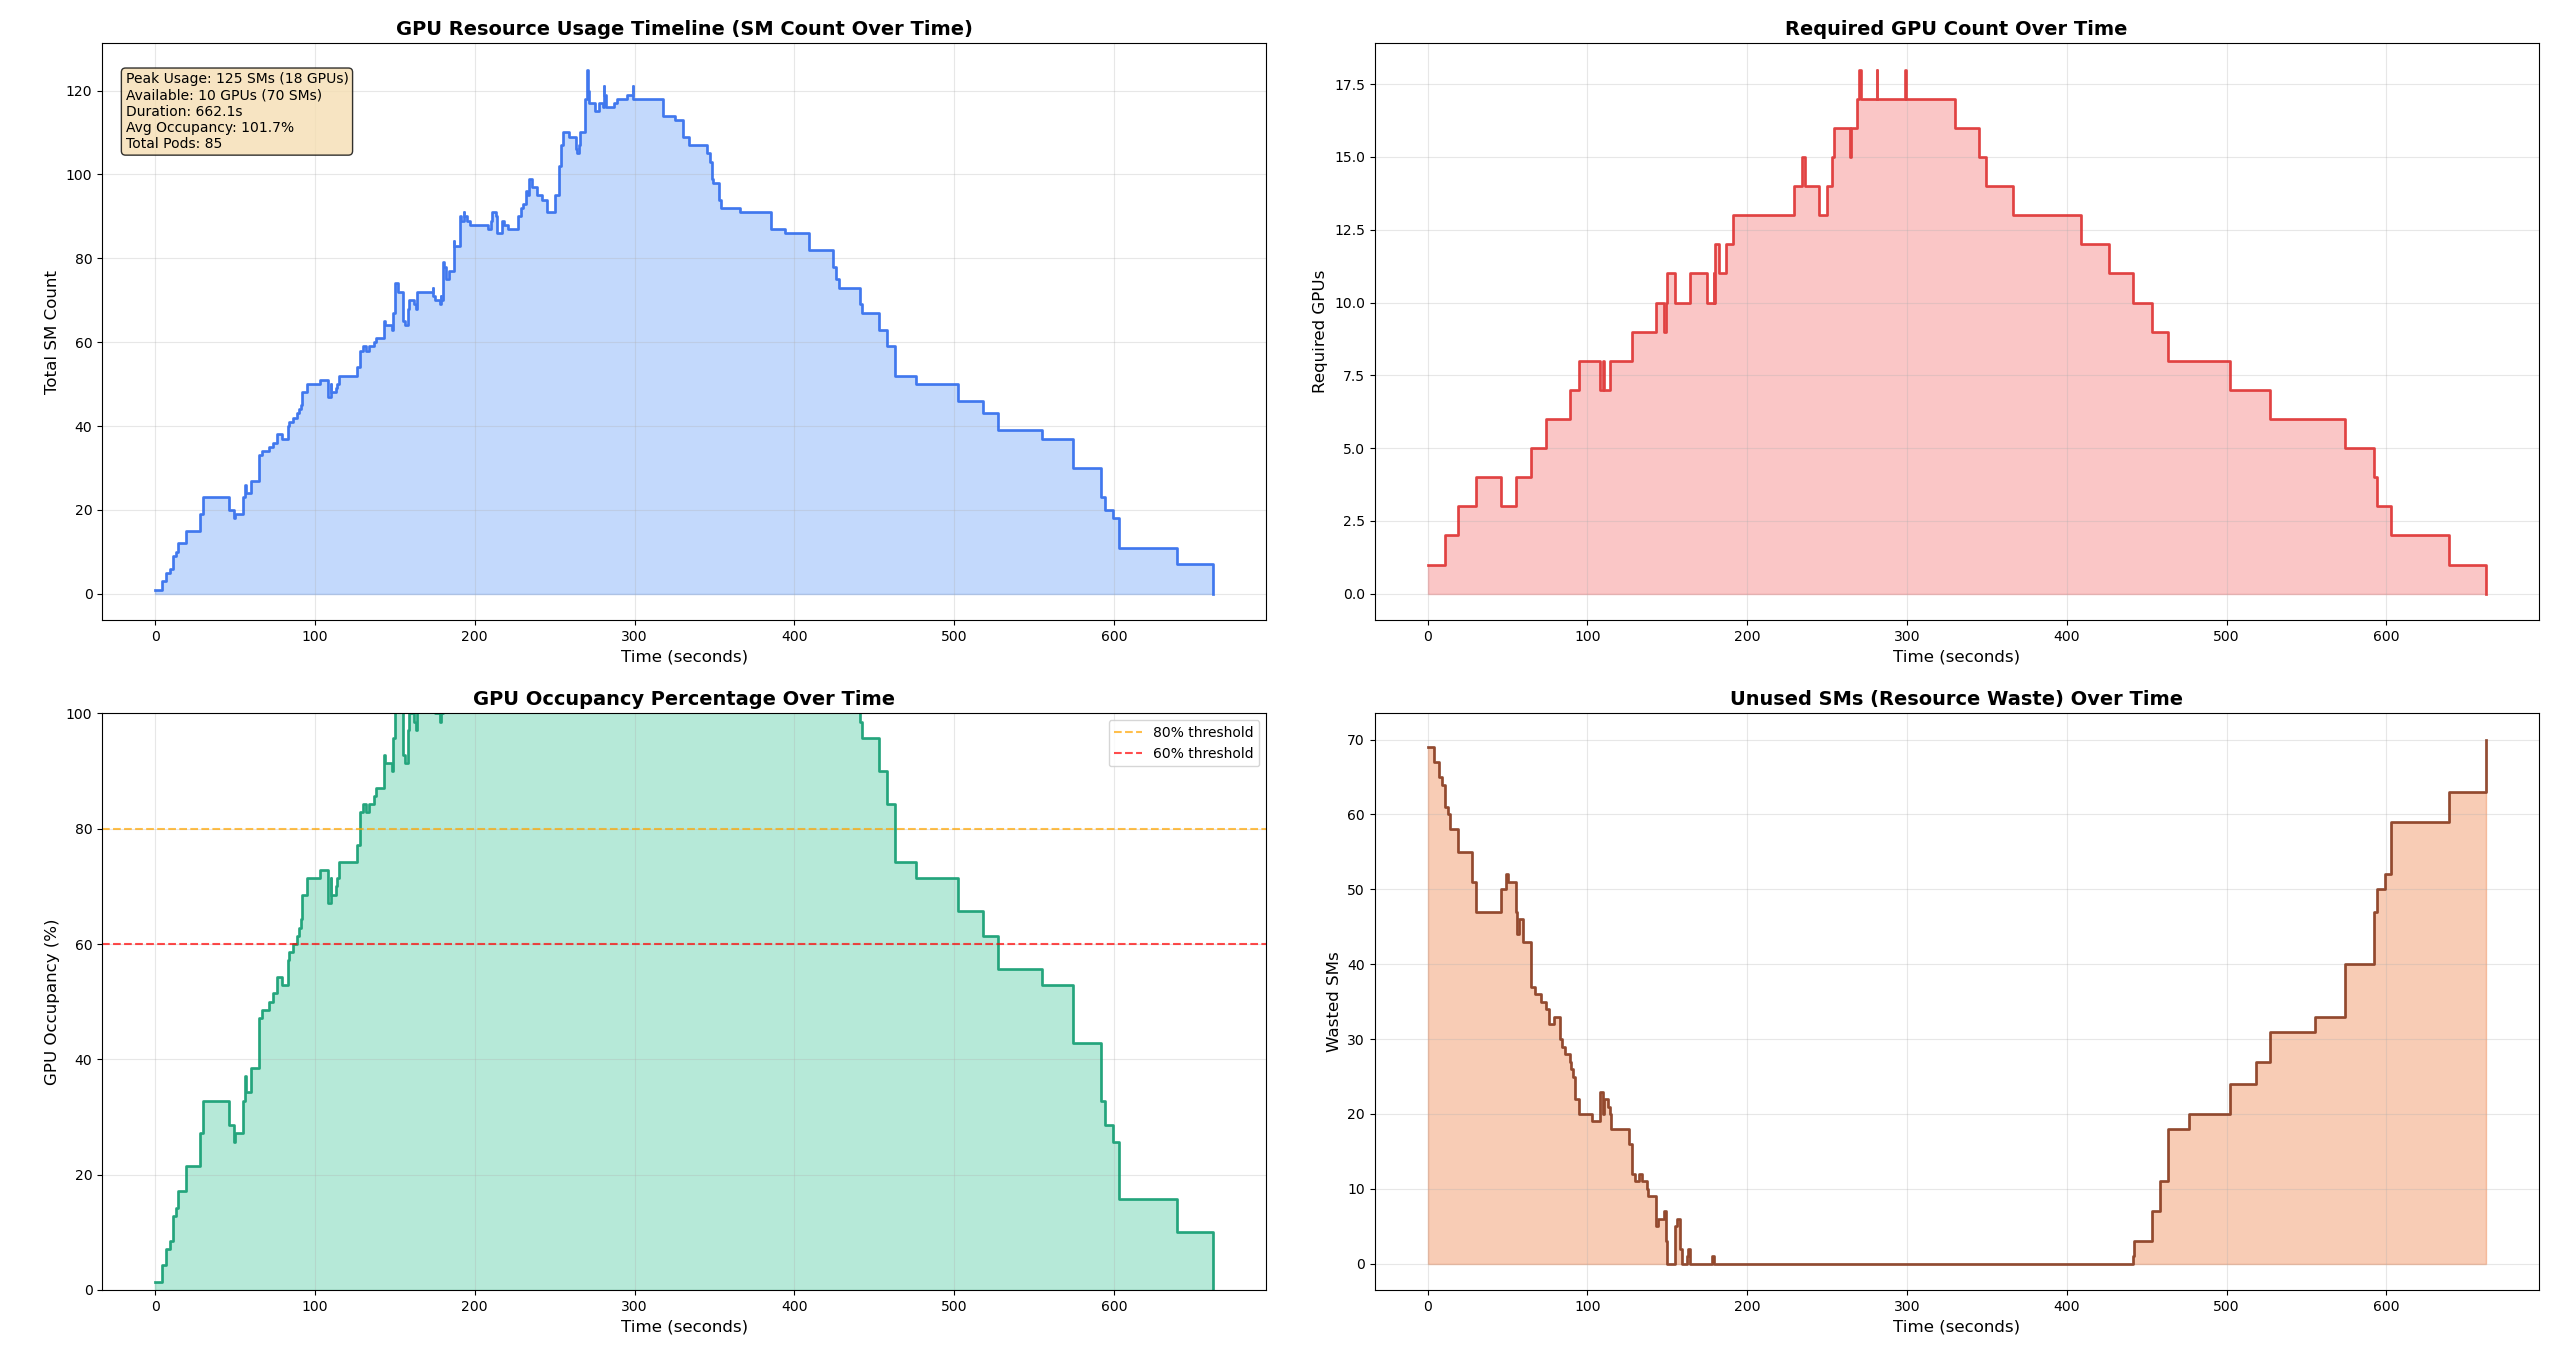 GPU Resource Usage Timeline (SM Count Over Time)
Peak Usage: 125 SMs (18 GPUs)
Available: 10 GPUs (70 SMs)
Duration: 662.1s
Avg Occupancy: 101.7%
Total Pods: 85
Total SM Count
120
100
80
60
40
20
0
0 100 200 300 400 500 600
Time (seconds)
Required GPU Count Over Time
Required GPUs
17.5
15.0
12.5
10.0
7.5
5.0
2.5
0.0
0 100 200 300 400 500 600
Time (seconds)
GPU Occupancy Percentage Over Time
80% threshold
60% threshold
GPU Occupancy (%)
100
80
60
40
20
0
0 100 200 300 400 500 600
Time (seconds)
Unused SMs (Resource Waste) Over Time
Wasted SMs
70
60
50
40
30
20
10
0
0 100 200 300 400 500 600
Time (seconds)